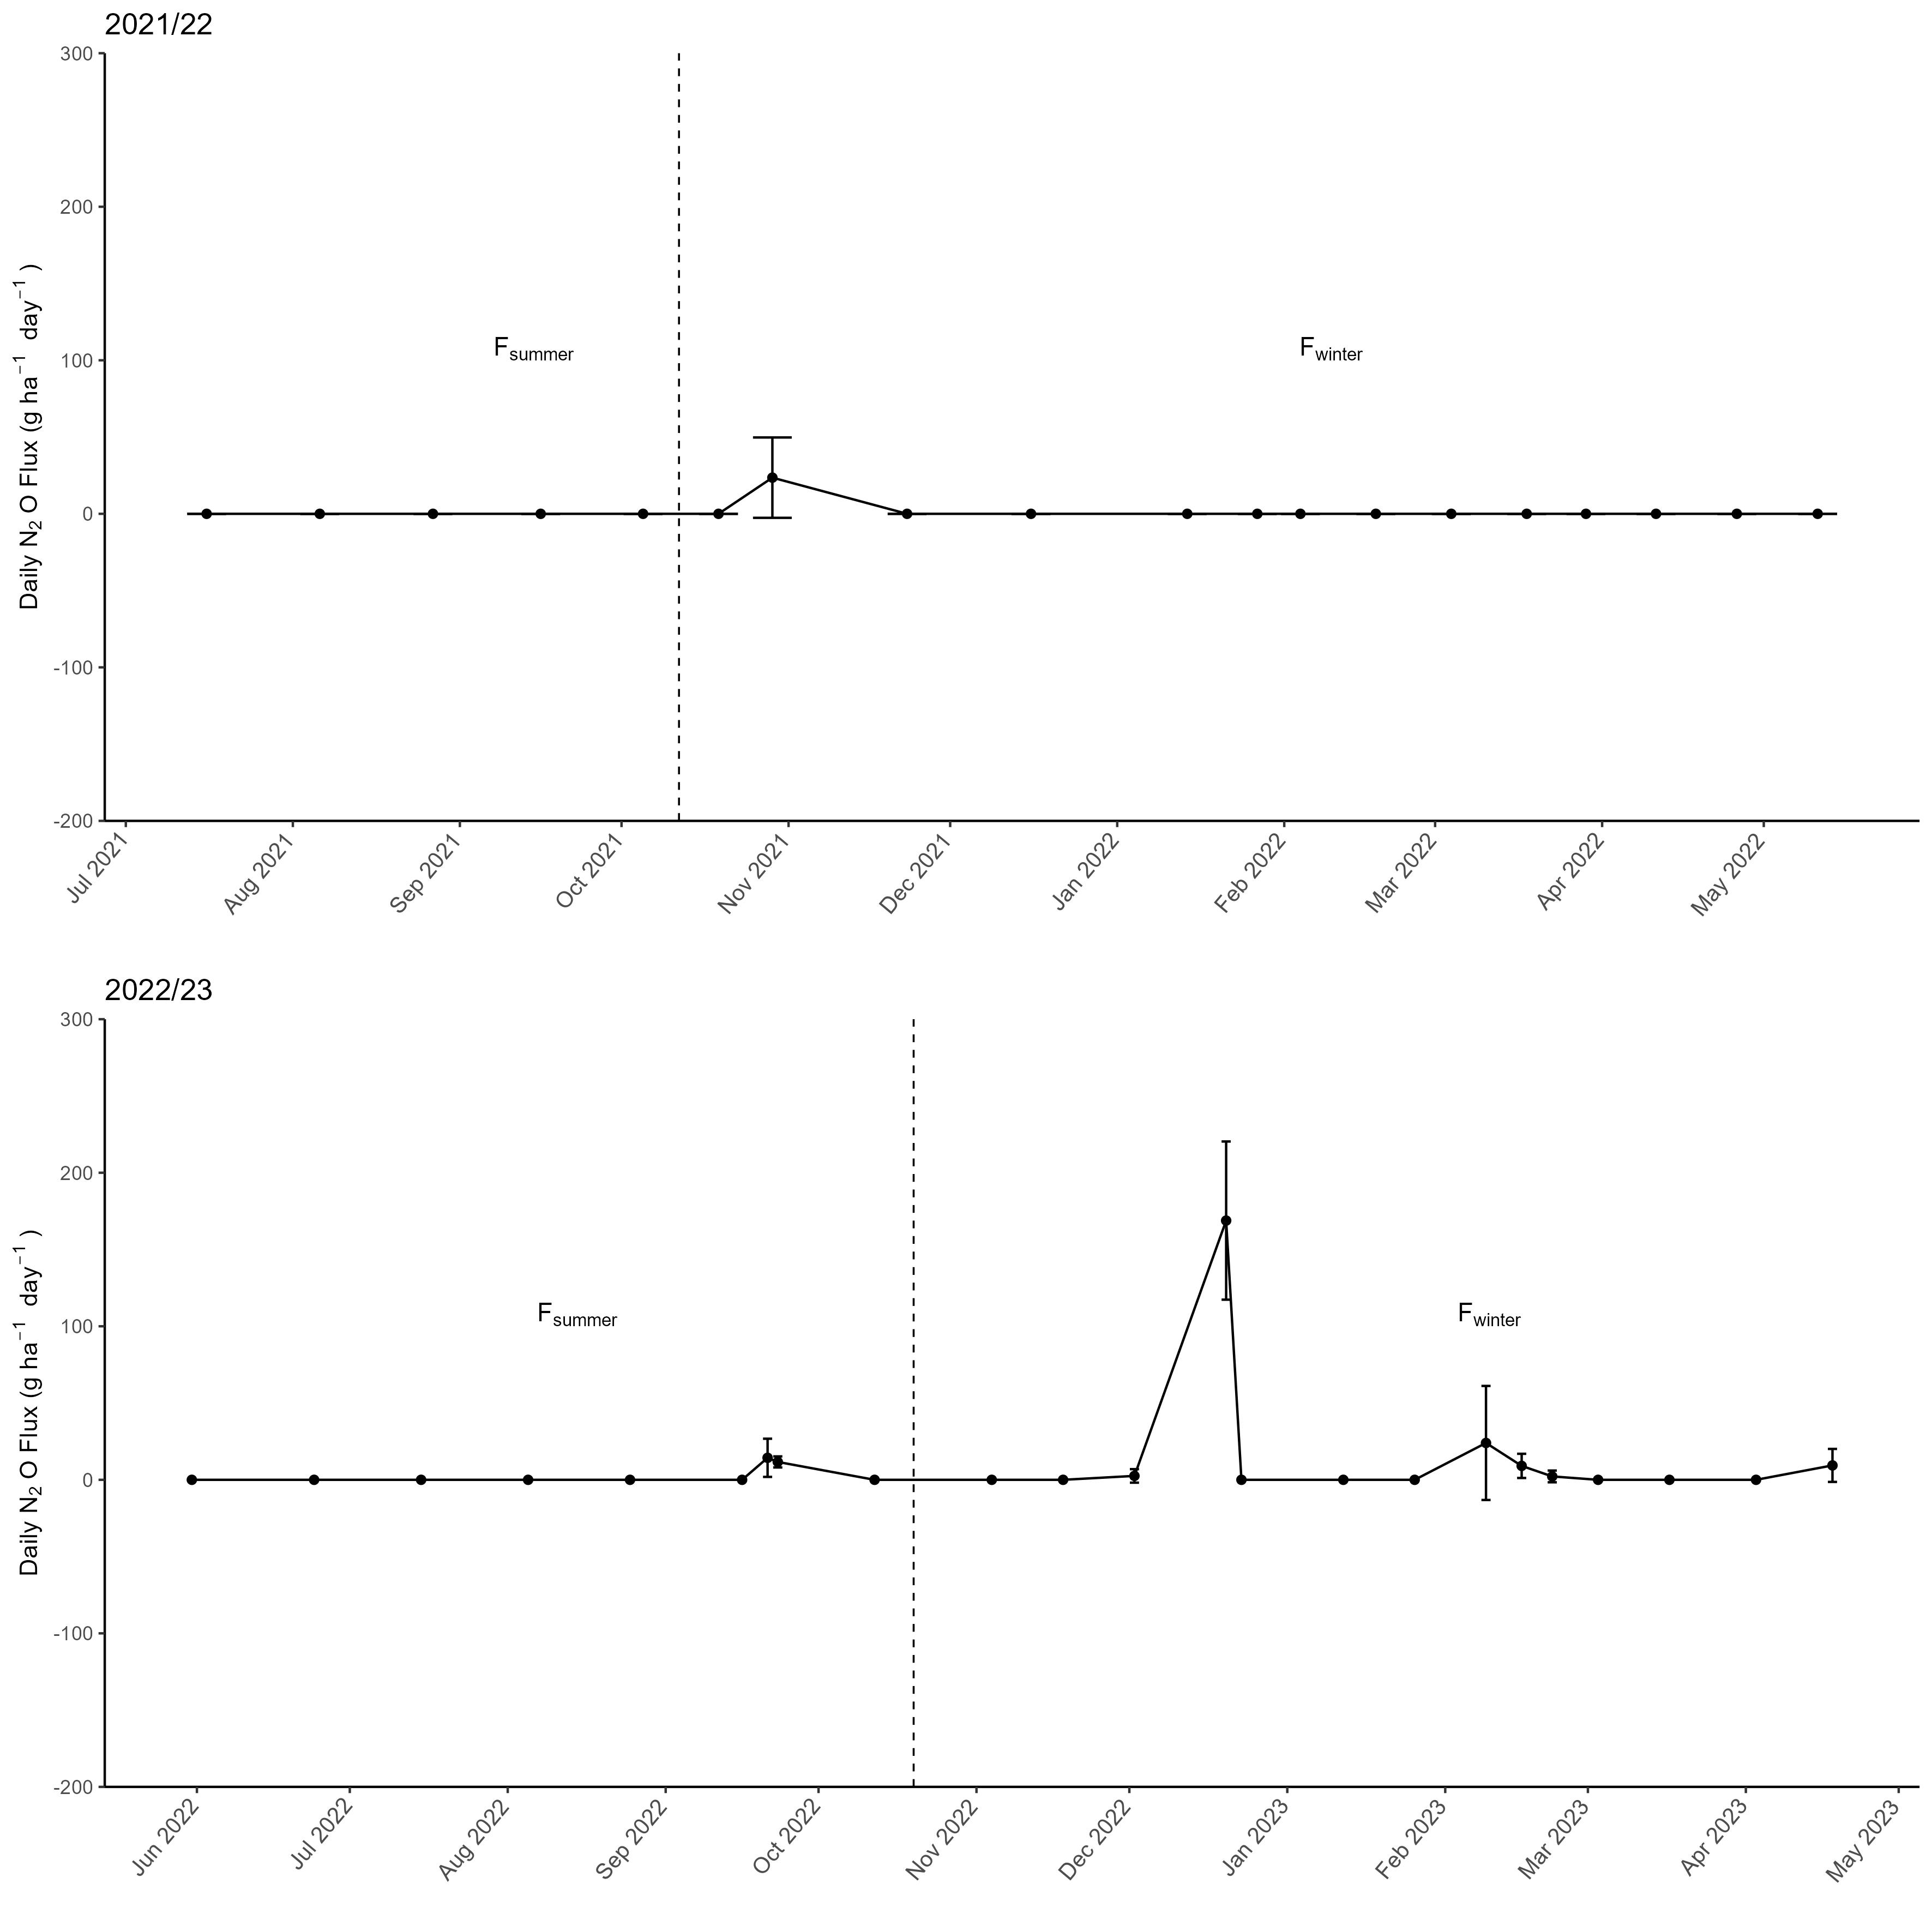 2021/22
300
200
100
0
-100
-200
Daily N₂ O Flux (g ha⁻¹ day⁻¹ )
F summer
F winter
Jul 2021
Aug 2021
Sep 2021
Oct 2021
Nov 2021
Dec 2021
Jan 2022
Feb 2022
Mar 2022
Apr 2022
May 2022
2022/23
300
200
100
0
-100
-200
Daily N₂ O Flux (g ha⁻¹ day⁻¹ )
F summer
F winter
Jun 2022
Jul 2022
Aug 2022
Sep 2022
Oct 2022
Nov 2022
Dec 2022
Jan 2023
Feb 2023
Mar 2023
Apr 2023
May 2023